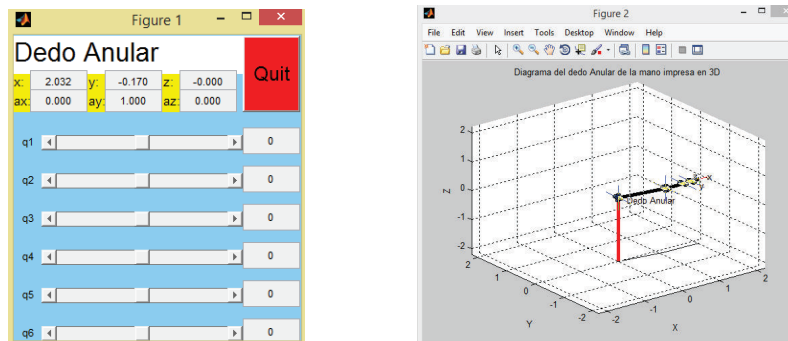 Figure 1
Dedo Anular
Quit
x: 2.032 y: -0.170 z: -0.000
ax: 0.000 ay: 1.000 az: 0.000
q1 0
q2 0
q3 0
q4 0
q5 0
q6 0
Figure 2
File Edit View Insert Tools Desktop Window Help
Diagrama del dedo Anular de la mano impresa en 3D
2
1
0
-1
-2
Z
X
Dedo Anular
2
1
0
-1
-2
Y
-2
-1
0
1
2
X